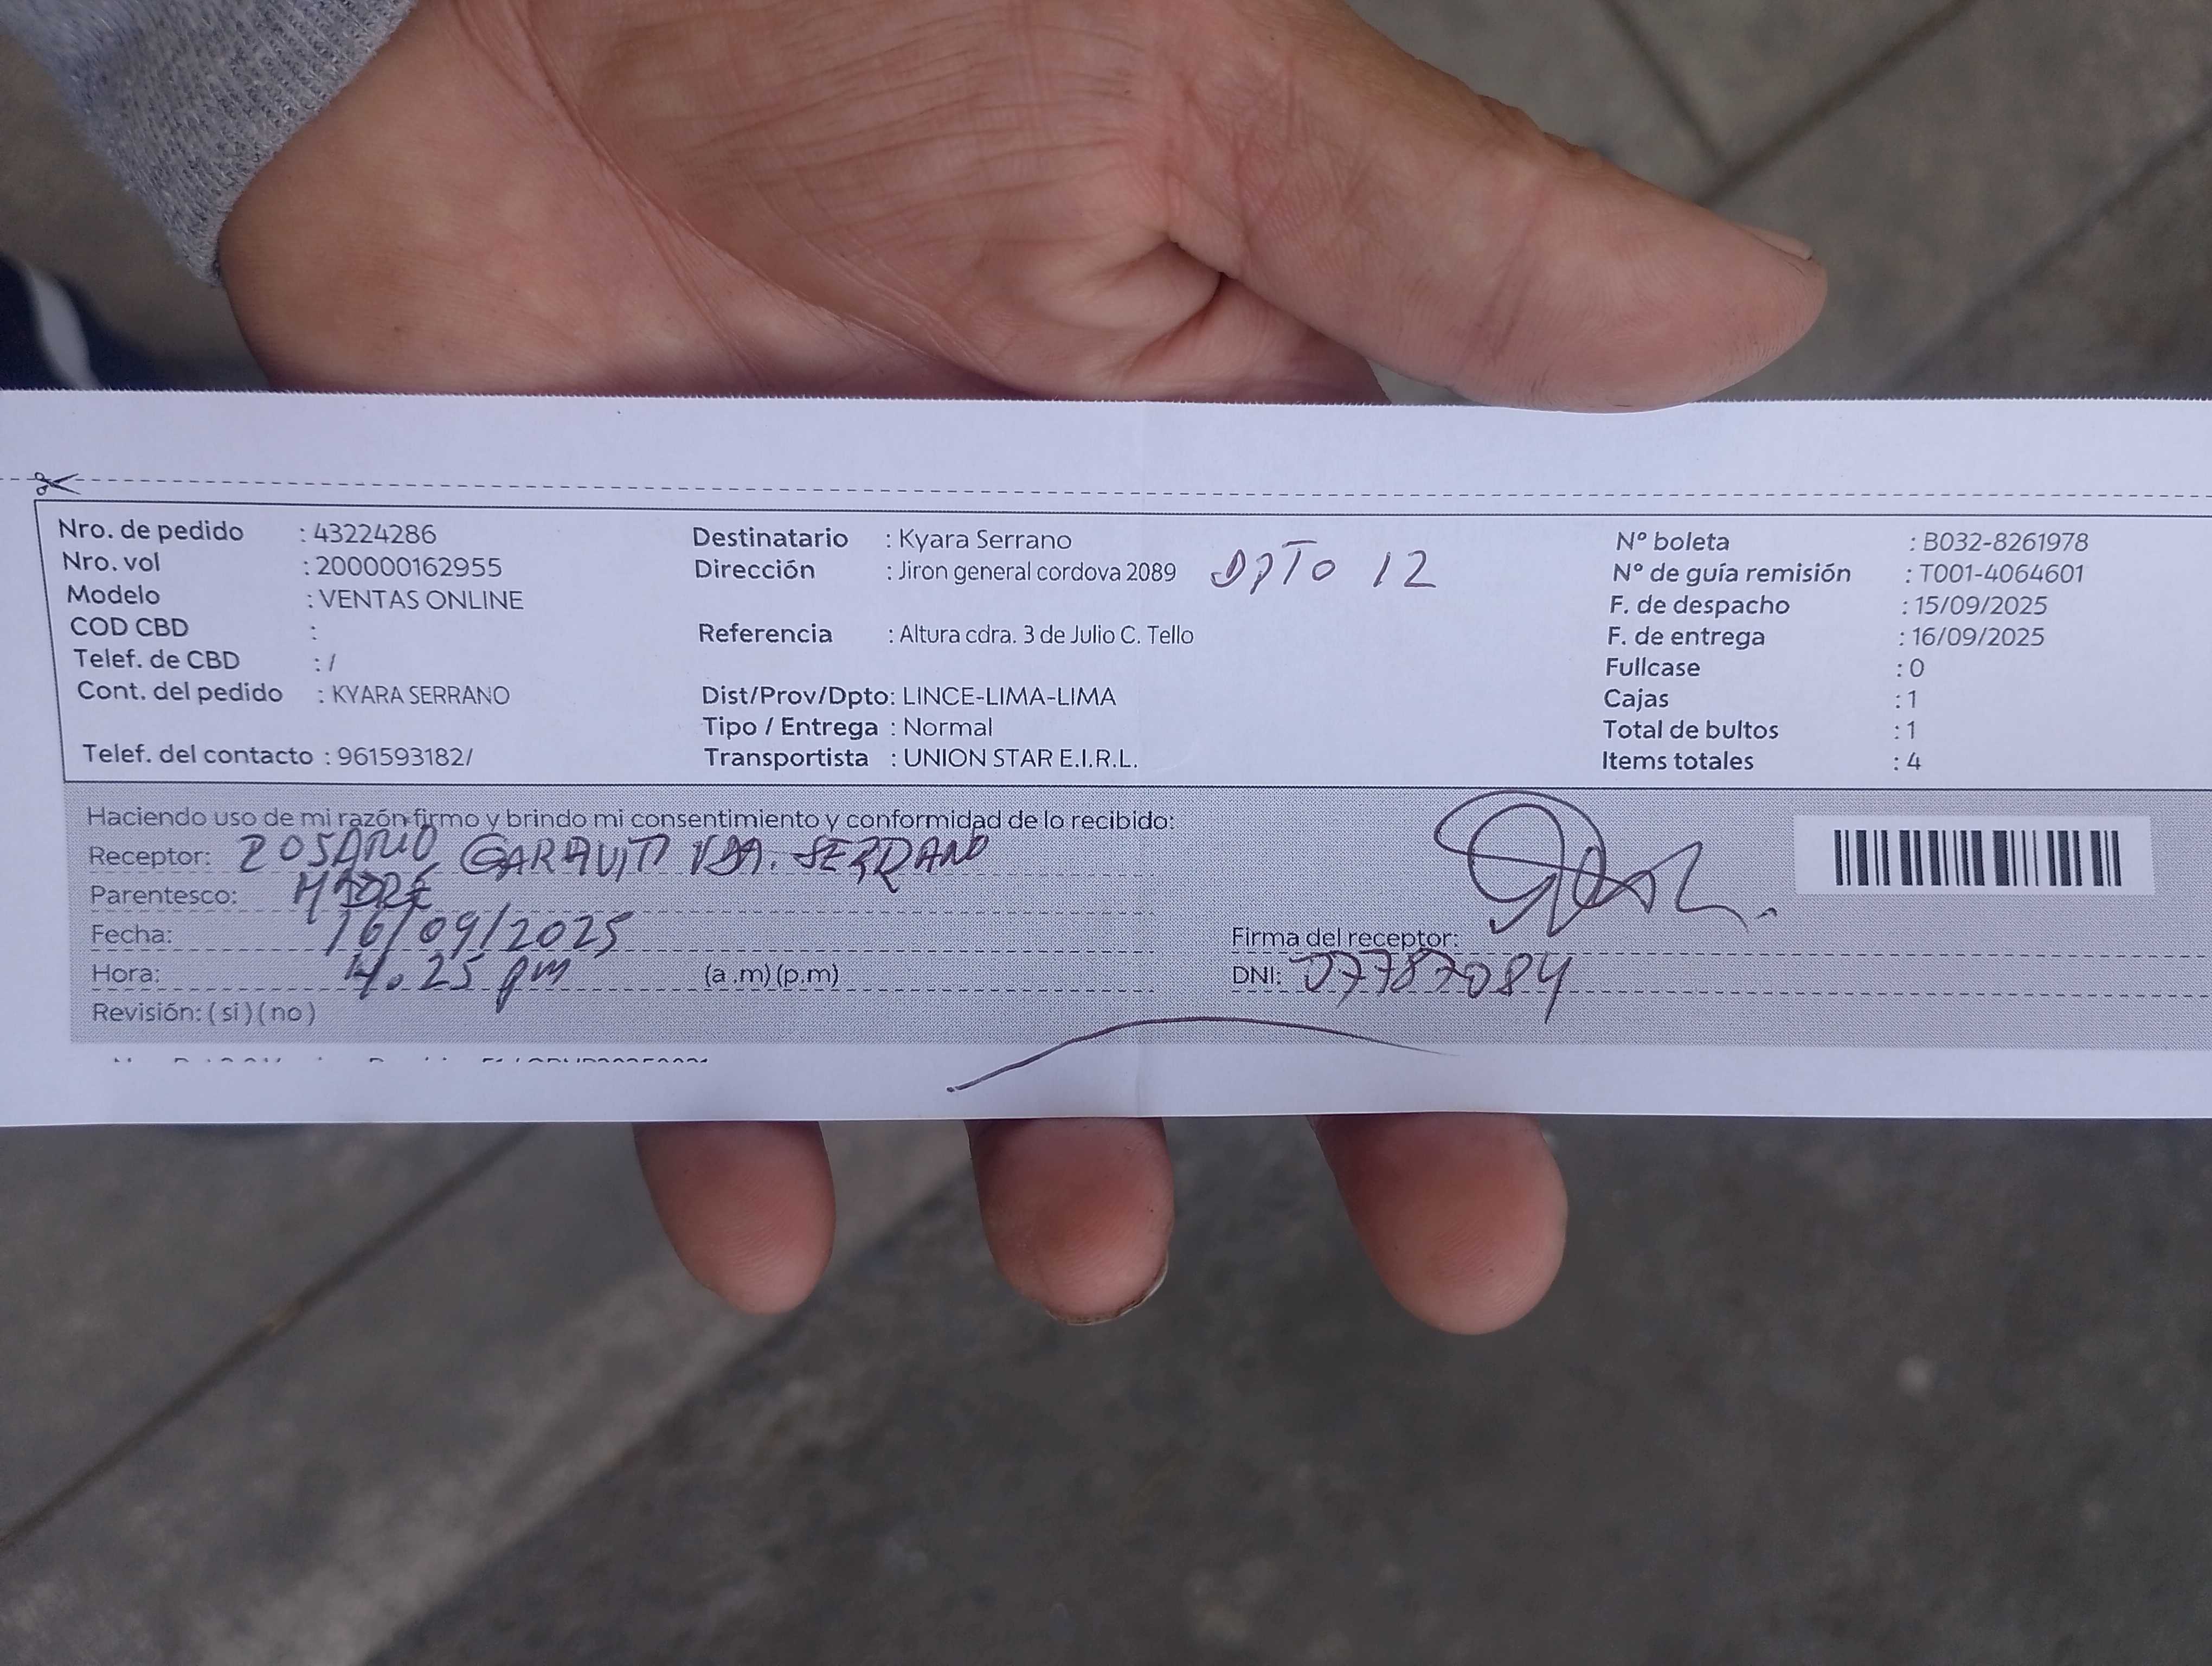 Nro. de pedido : 43224286
Nro. vol : 200000162955
Modelo : VENTAS ONLINE
COD CBD :
Telef. de CBD : /
Cont. del pedido : KYARA SERRANO
Telef. del contacto : 961593182/
Destinatario : Kyara Serrano
Dirección : Jiron general cordova 2089 DPTO 12
Referencia : Altura cdra. 3 de Julio C. Tello
Dist/Prov/Dpto: LINCE-LIMA-LIMA
Tipo / Entrega : Normal
Transportista : UNION STAR E.I.R.L.
N° boleta : B032-8261978
N° de guía remisión : T001-4064601
F. de despacho : 15/09/2025
F. de entrega : 16/09/2025
Fullcase : 0
Cajas : 1
Total de bultos : 1
Items totales : 4
Haciendo uso de mi razón firmo y brindo mi consentimiento y conformidad de lo recibido:
Receptor: ROSARIO VDA. SERRANO
Parentesco: MADRE
Fecha: 16/09/2025
Hora: 4.25 pm (a.m)(p.m)
Revisión: (si)(no)
Firma del receptor:
DNI: 07787084